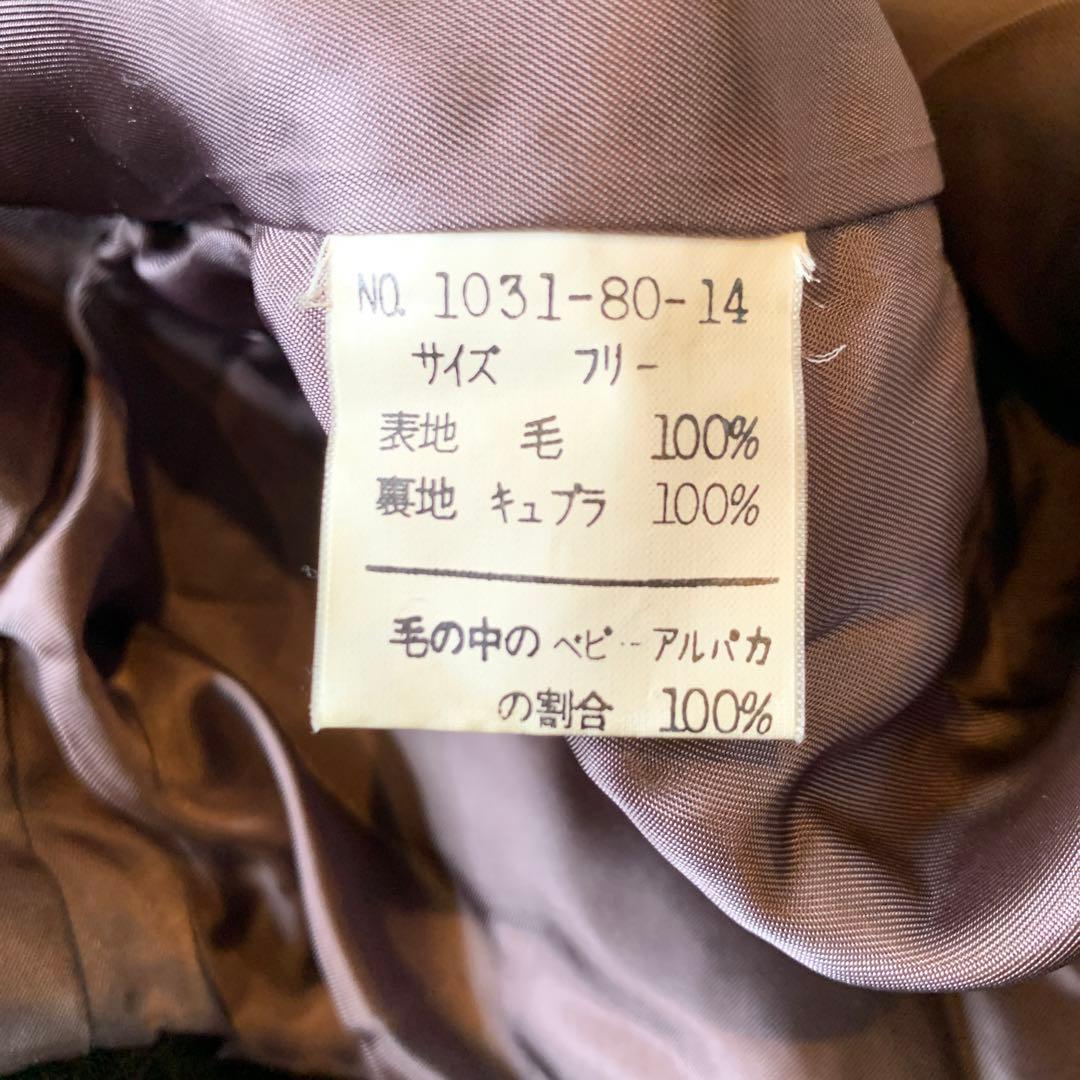 NO. 1031-80-14
サイズ フリー
表地 毛 100%
裏地 キュプラ 100%
毛の中のベビーアルパカ
の割合 100%